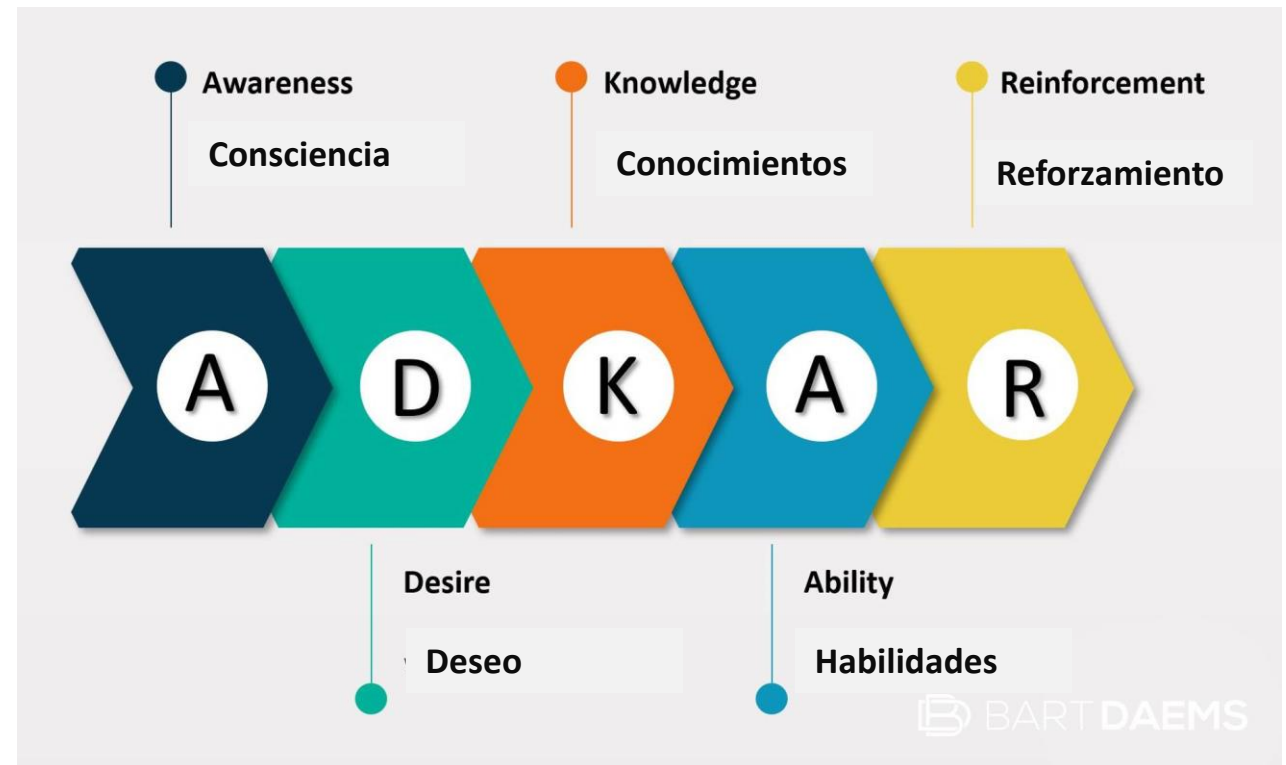 Awareness
Consciencia
Knowledge
Conocimientos
Reinforcement
Reforzamiento
A
D
K
A
R
Desire
Deseo
Ability
Habilidades
BART DAEMS